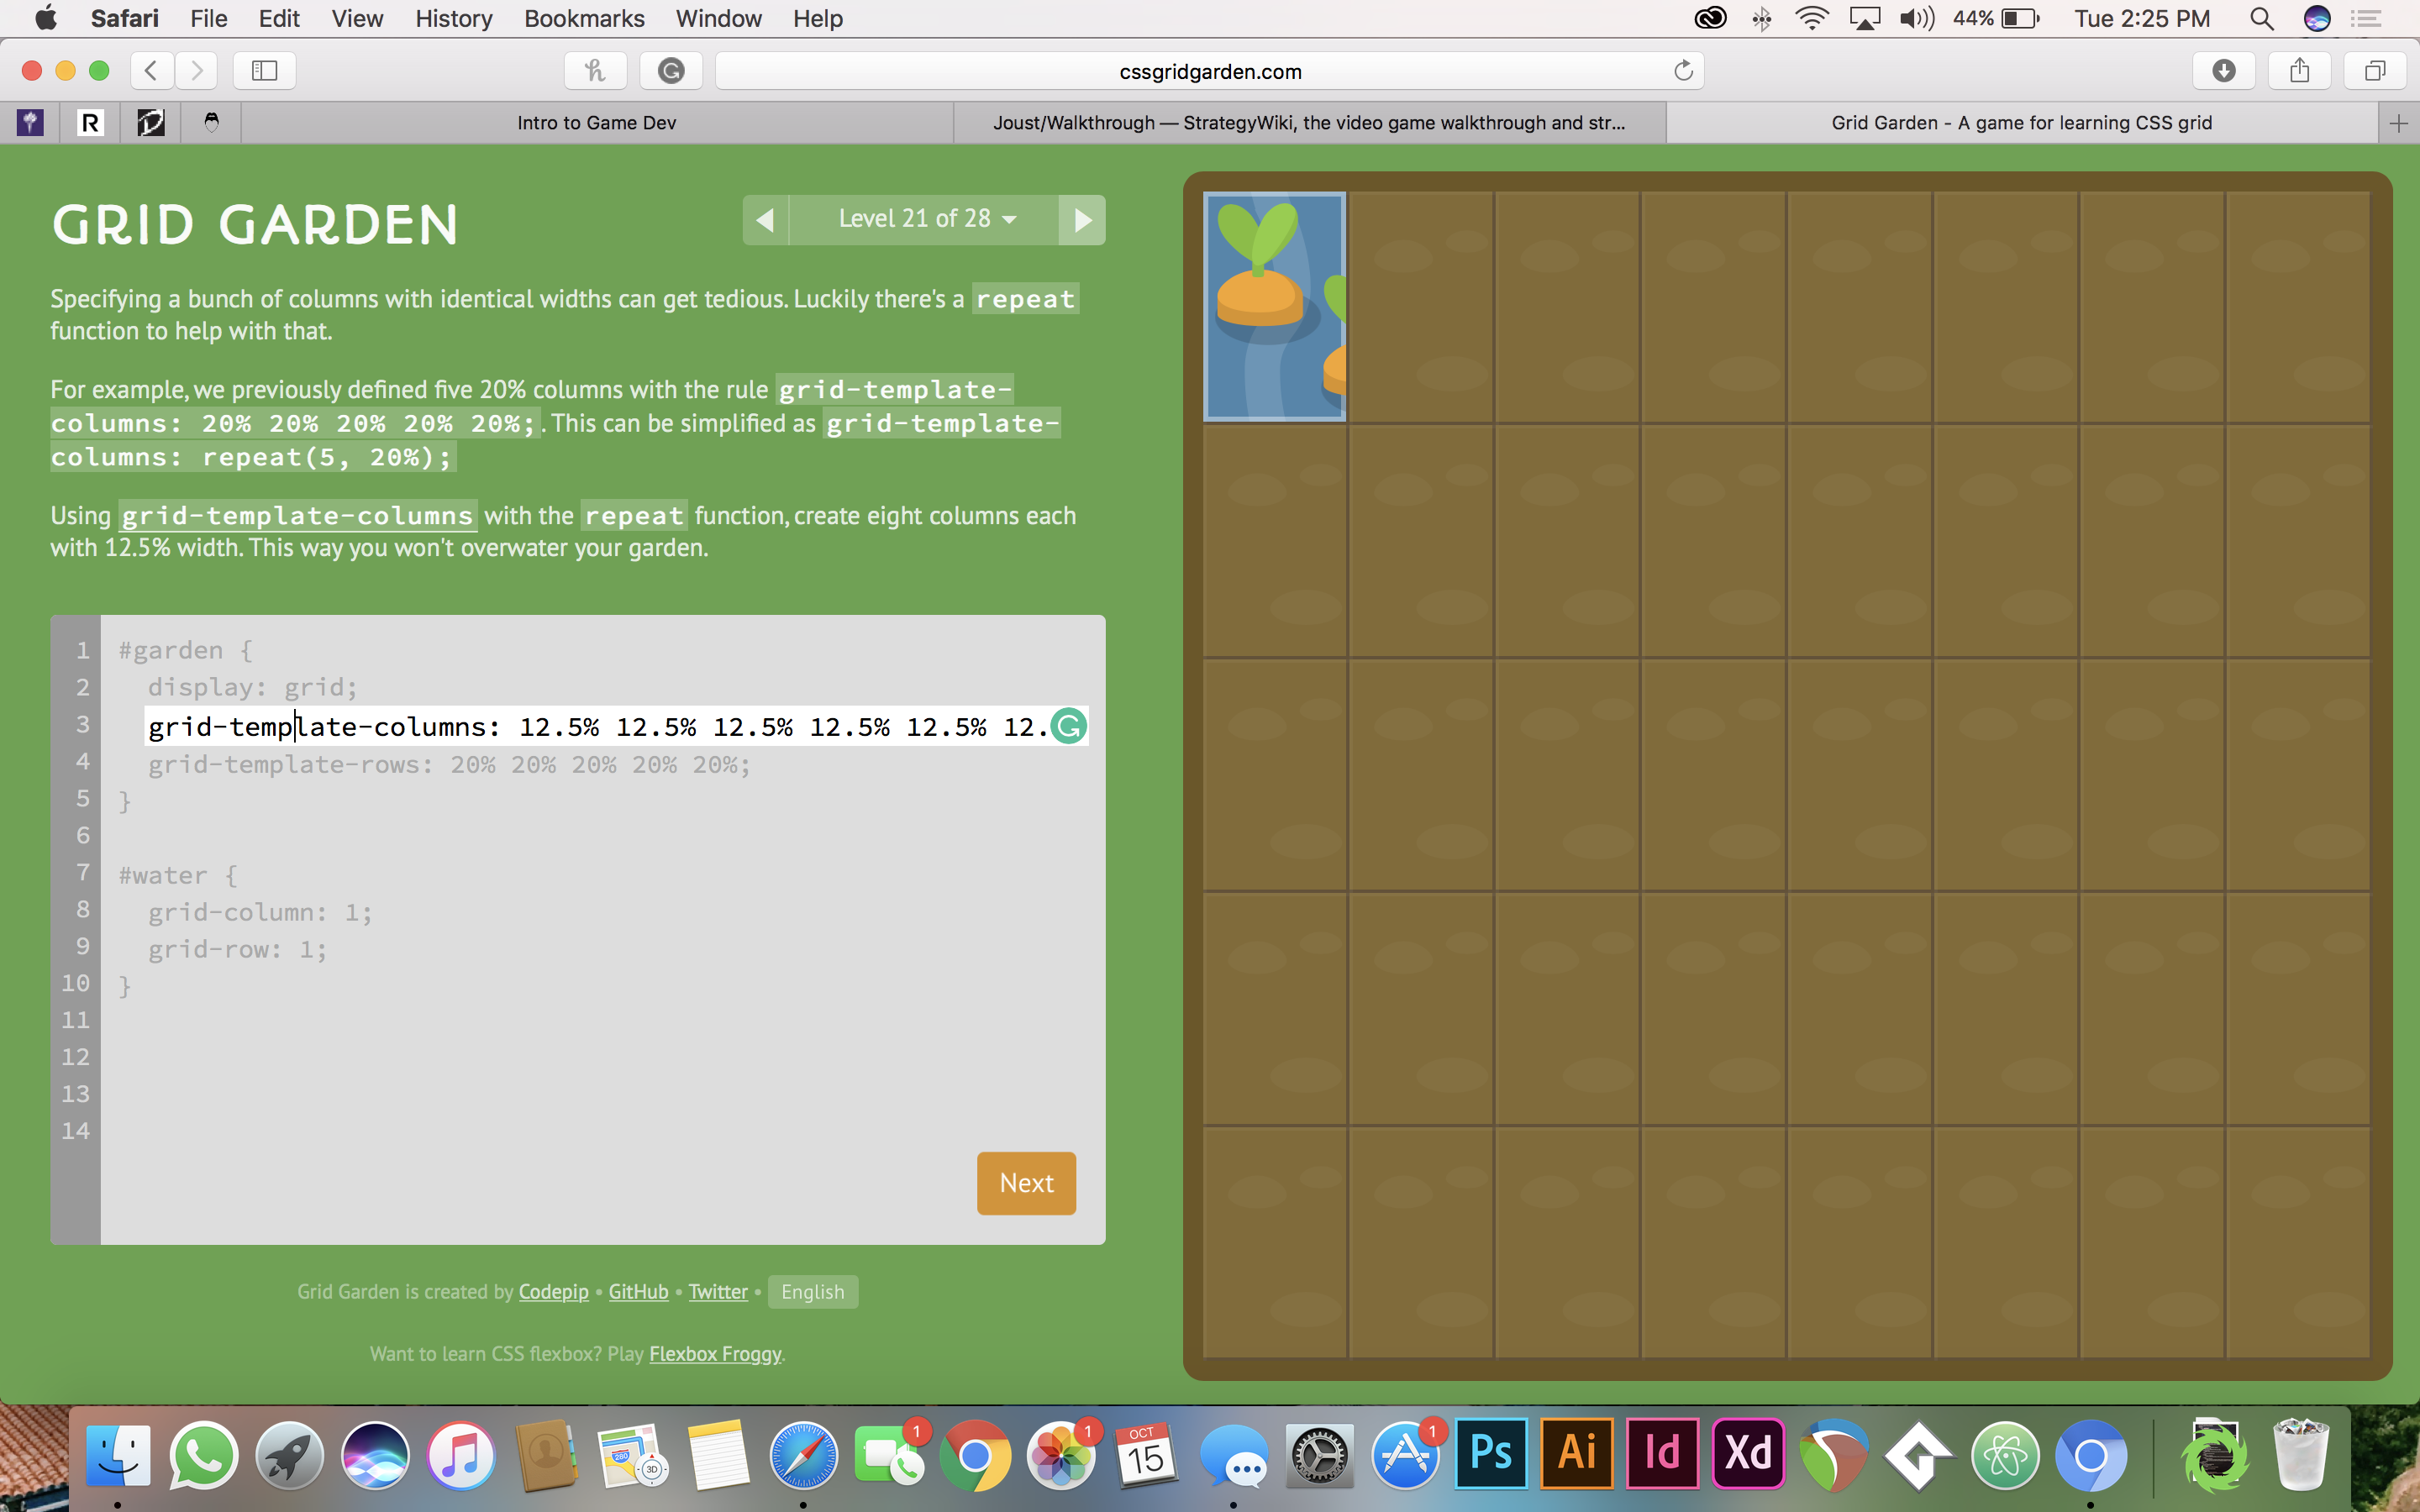 Safari File Edit View History Bookmarks Window Help 44% Tue 2:25 PM
cssgridgarden.com
R Intro to Game Dev Joust/Walkthrough — StrategyWiki, the video game walkthrough and str... Grid Garden - A game for learning CSS grid
GRID GARDEN
Level 21 of 28
Specifying a bunch of columns with identical widths can get tedious. Luckily there's a repeat
function to help with that.
For example, we previously defined five 20% columns with the rule grid-template-
columns: 20% 20% 20% 20% 20%;. This can be simplified as grid-template-
columns: repeat(5, 20%);
Using grid-template-columns with the repeat function, create eight columns each
with 12.5% width. This way you won't overwater your garden.
1 #garden {
2 display: grid;
3 grid-template-columns: 12.5% 12.5% 12.5% 12.5% 12.5% 12.
4 grid-template-rows: 20% 20% 20% 20% 20%;
5 }
6
7 #water {
8 grid-column: 1;
9 grid-row: 1;
10 }
11
12
13
14
Next
Grid Garden is created by Codepip • GitHub • Twitter • English
Want to learn CSS flexbox? Play Flexbox Froggy.
280 3D 1 1 OCT 15 1 Ps Ai Id Xd